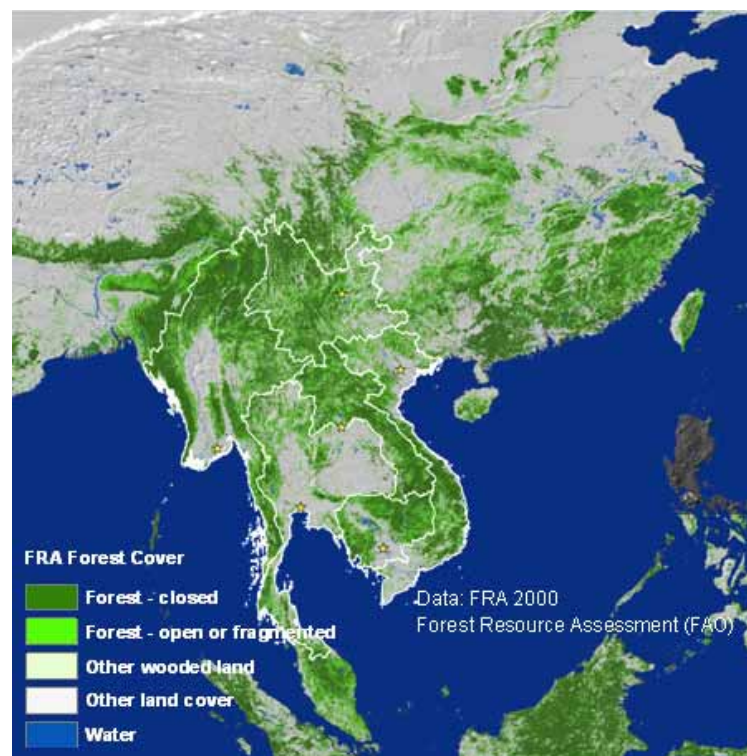 FRA Forest Cover
Forest - closed
Forest - open or fragmented
Other wooded land
Other land cover
Water
Data: FRA 2000
Forest Resource Assessment (FAO)